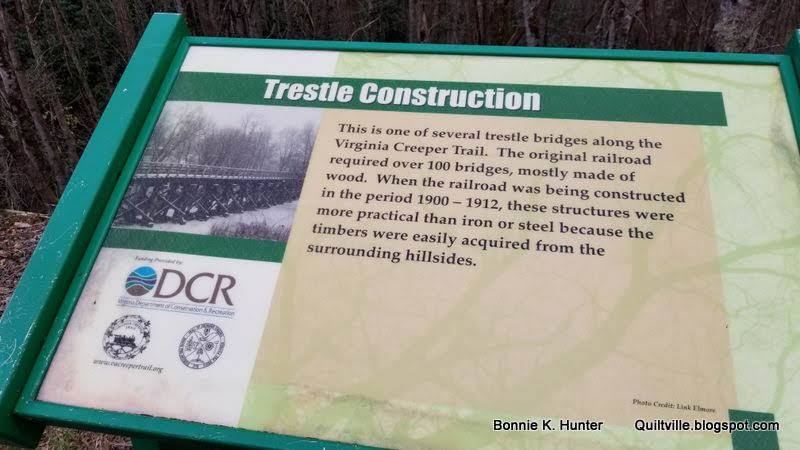 Trestle Construction
This is one of several trestle bridges along the
Virginia Creeper Trail. The original railroad
required over 100 bridges, mostly made of
wood. When the railroad was being constructed
in the period 1900 – 1912, these structures were
more practical than iron or steel because the
timbers were easily acquired from the
surrounding hillsides.
Funding Provided by:
DCR
Virginia Department of Conservation & Recreation
www.vacreepertrail.org
Photo Credit: Link Elmore
Bonnie K. Hunter Quiltville.blogspot.com